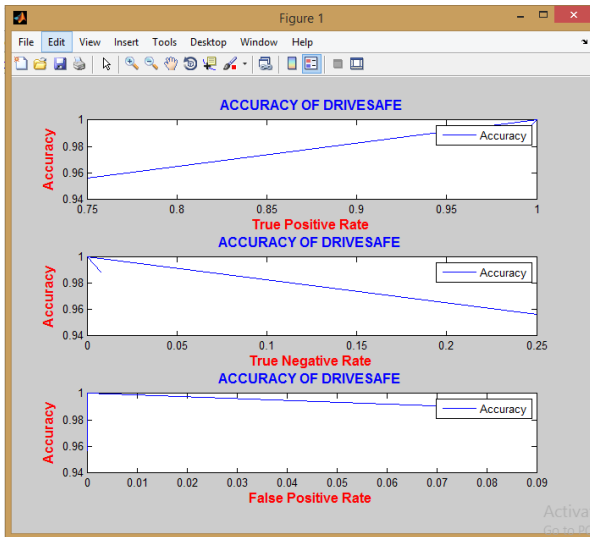 Figure 1
File Edit View Insert Tools Desktop Window Help
ACCURACY OF DRIVESAFE
Accuracy
1
0.98
0.96
0.94
Accuracy
0.75 0.8 0.85 0.9 0.95 1
True Positive Rate
ACCURACY OF DRIVESAFE
Accuracy
1
0.98
0.96
0.94
Accuracy
0 0.05 0.1 0.15 0.2 0.25
True Negative Rate
ACCURACY OF DRIVESAFE
Accuracy
1
0.98
0.96
0.94
Accuracy
0 0.01 0.02 0.03 0.04 0.05 0.06 0.07 0.08 0.09
False Positive Rate
Activa
Go to PC